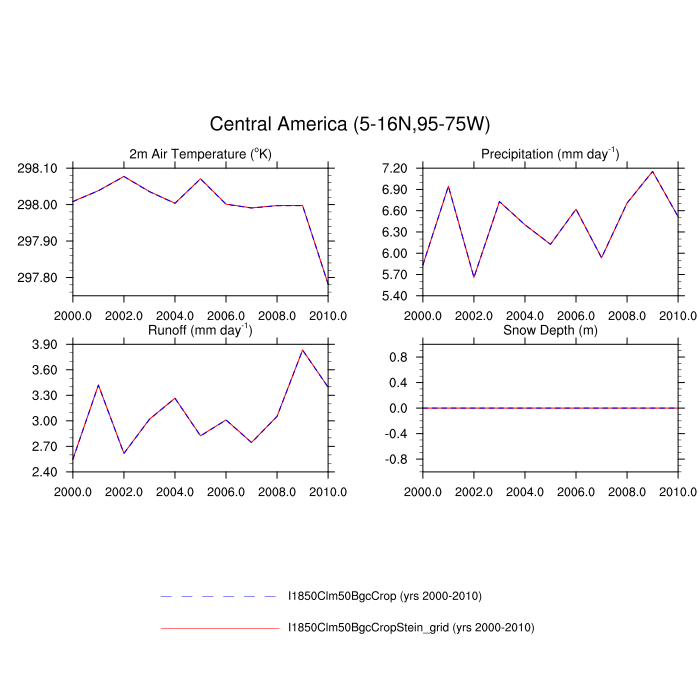 Central America (5-16N,95-75W)
2m Air Temperature (°K)
298.10
298.00
297.90
297.80
2000.0 2002.0 2004.0 2006.0 2008.0 2010.0
Precipitation (mm day⁻¹)
7.20
6.90
6.60
6.30
6.00
5.70
5.40
2000.0 2002.0 2004.0 2006.0 2008.0 2010.0
Runoff (mm day⁻¹)
3.90
3.60
3.30
3.00
2.70
2.40
2000.0 2002.0 2004.0 2006.0 2008.0 2010.0
Snow Depth (m)
0.8
0.4
0.0
-0.4
-0.8
2000.0 2002.0 2004.0 2006.0 2008.0 2010.0
I1850Clm50BgcCrop (yrs 2000-2010)
I1850Clm50BgcCropStein_grid (yrs 2000-2010)